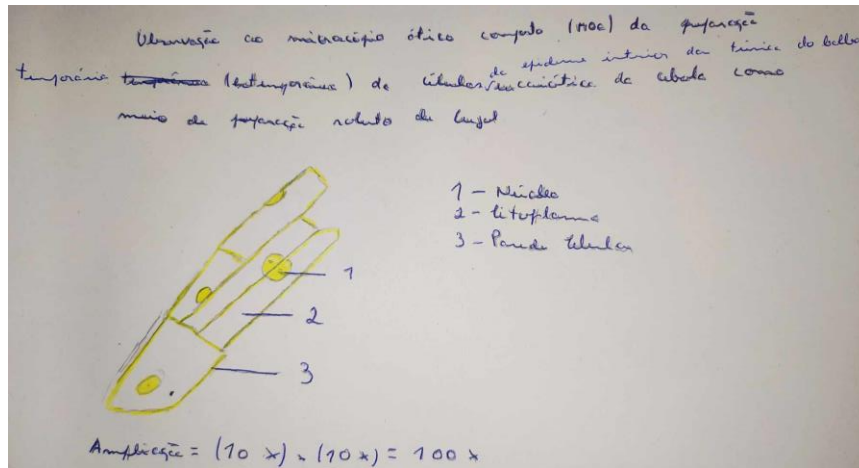 Observação ao microscópio ótico composto (MOC) da preparação
da epiderme interior da túnica do bolbo
temporária (extemporânea) de células de cebola como
meio de preparação soluto de Lugol
1 - Núcleo
2 - Citoplasma
3 - Parede Celular
1
2
3
Ampliação = (10 x) x (10 x) = 100 x